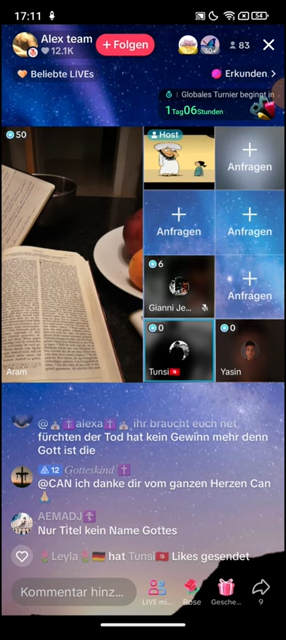 17:11
54
Alex team
12.1K
+ Folgen
83
Beliebte LIVEs
Erkunden >
Globales Turnier beginnt in
1Tag06Stunden
50
Host
Anfragen
Anfragen
Anfragen
6
Gianni Je...
Anfragen
0
Tunsi
0
Yasin
Aram
@ alexa ihr braucht euch net
fürchten der Tod hat kein Gewinn mehr denn
Gott ist die
12 Gotteskind
@CAN ich danke dir vom ganzen Herzen Can
AEMADJ
Nur Titel kein Name Gottes
Leyla hat Tunsi Likes gesendet
Kommentar hinz...
LIVE mi...
Rose
Gesche...
9